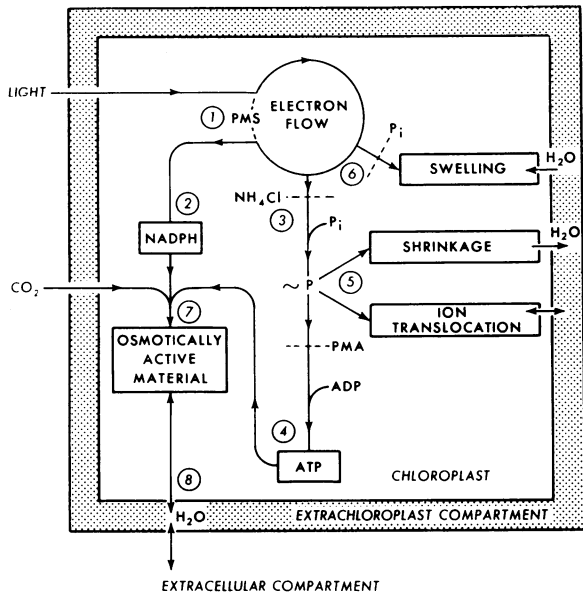 LIGHT
① PMS
ELECTRON
FLOW
Pi
⑥
SWELLING
H₂O
②
NADPH
NH₄Cl
③
Pi
SHRINKAGE
H₂O
⑤
~ P
ION
TRANSLOCATION
CO₂
⑦
OSMOTICALLY
ACTIVE
MATERIAL
PMA
ADP
④
ATP
CHLOROPLAST
⑧
H₂O
EXTRACHLOROPLAST COMPARTMENT
EXTRACELLULAR COMPARTMENT